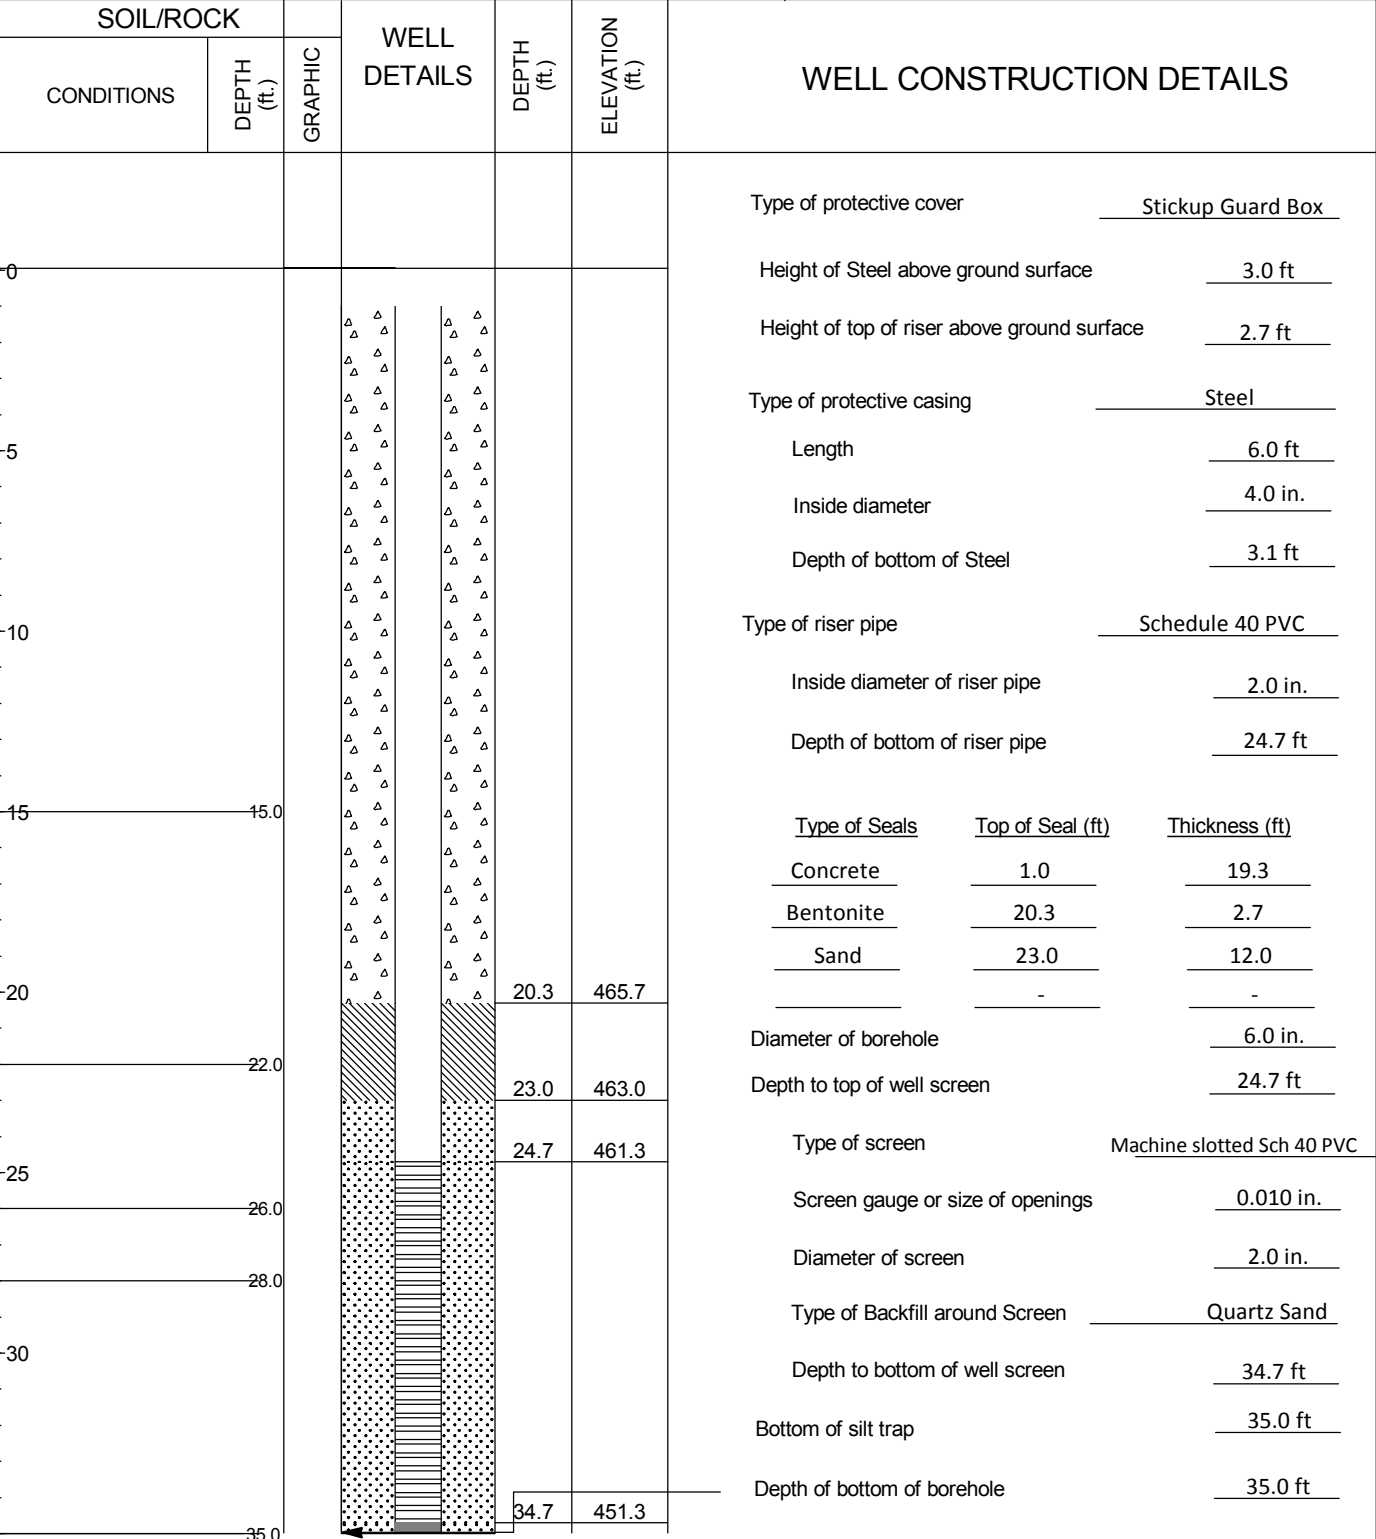 SOIL/ROCK
CONDITIONS
DEPTH (ft.)
GRAPHIC
WELL DETAILS
DEPTH (ft.)
ELEVATION (ft.)
WELL CONSTRUCTION DETAILS
Type of protective cover Stickup Guard Box
0
Height of Steel above ground surface 3.0 ft
Height of top of riser above ground surface 2.7 ft
Type of protective casing Steel
5
Length 6.0 ft
Inside diameter 4.0 in.
Depth of bottom of Steel 3.1 ft
10
Type of riser pipe Schedule 40 PVC
Inside diameter of riser pipe 2.0 in.
Depth of bottom of riser pipe 24.7 ft
15 15.0
Type of Seals Top of Seal (ft) Thickness (ft)
Concrete 1.0 19.3
Bentonite 20.3 2.7
Sand 23.0 12.0
20 20.3 465.7 - -
Diameter of borehole 6.0 in.
22.0
23.0 463.0 Depth to top of well screen 24.7 ft
24.7 461.3 Type of screen Machine slotted Sch 40 PVC
25
26.0 Screen gauge or size of openings 0.010 in.
Diameter of screen 2.0 in.
28.0
Type of Backfill around Screen Quartz Sand
30
Depth to bottom of well screen 34.7 ft
Bottom of silt trap 35.0 ft
Depth of bottom of borehole 35.0 ft
34.7 451.3
35.0